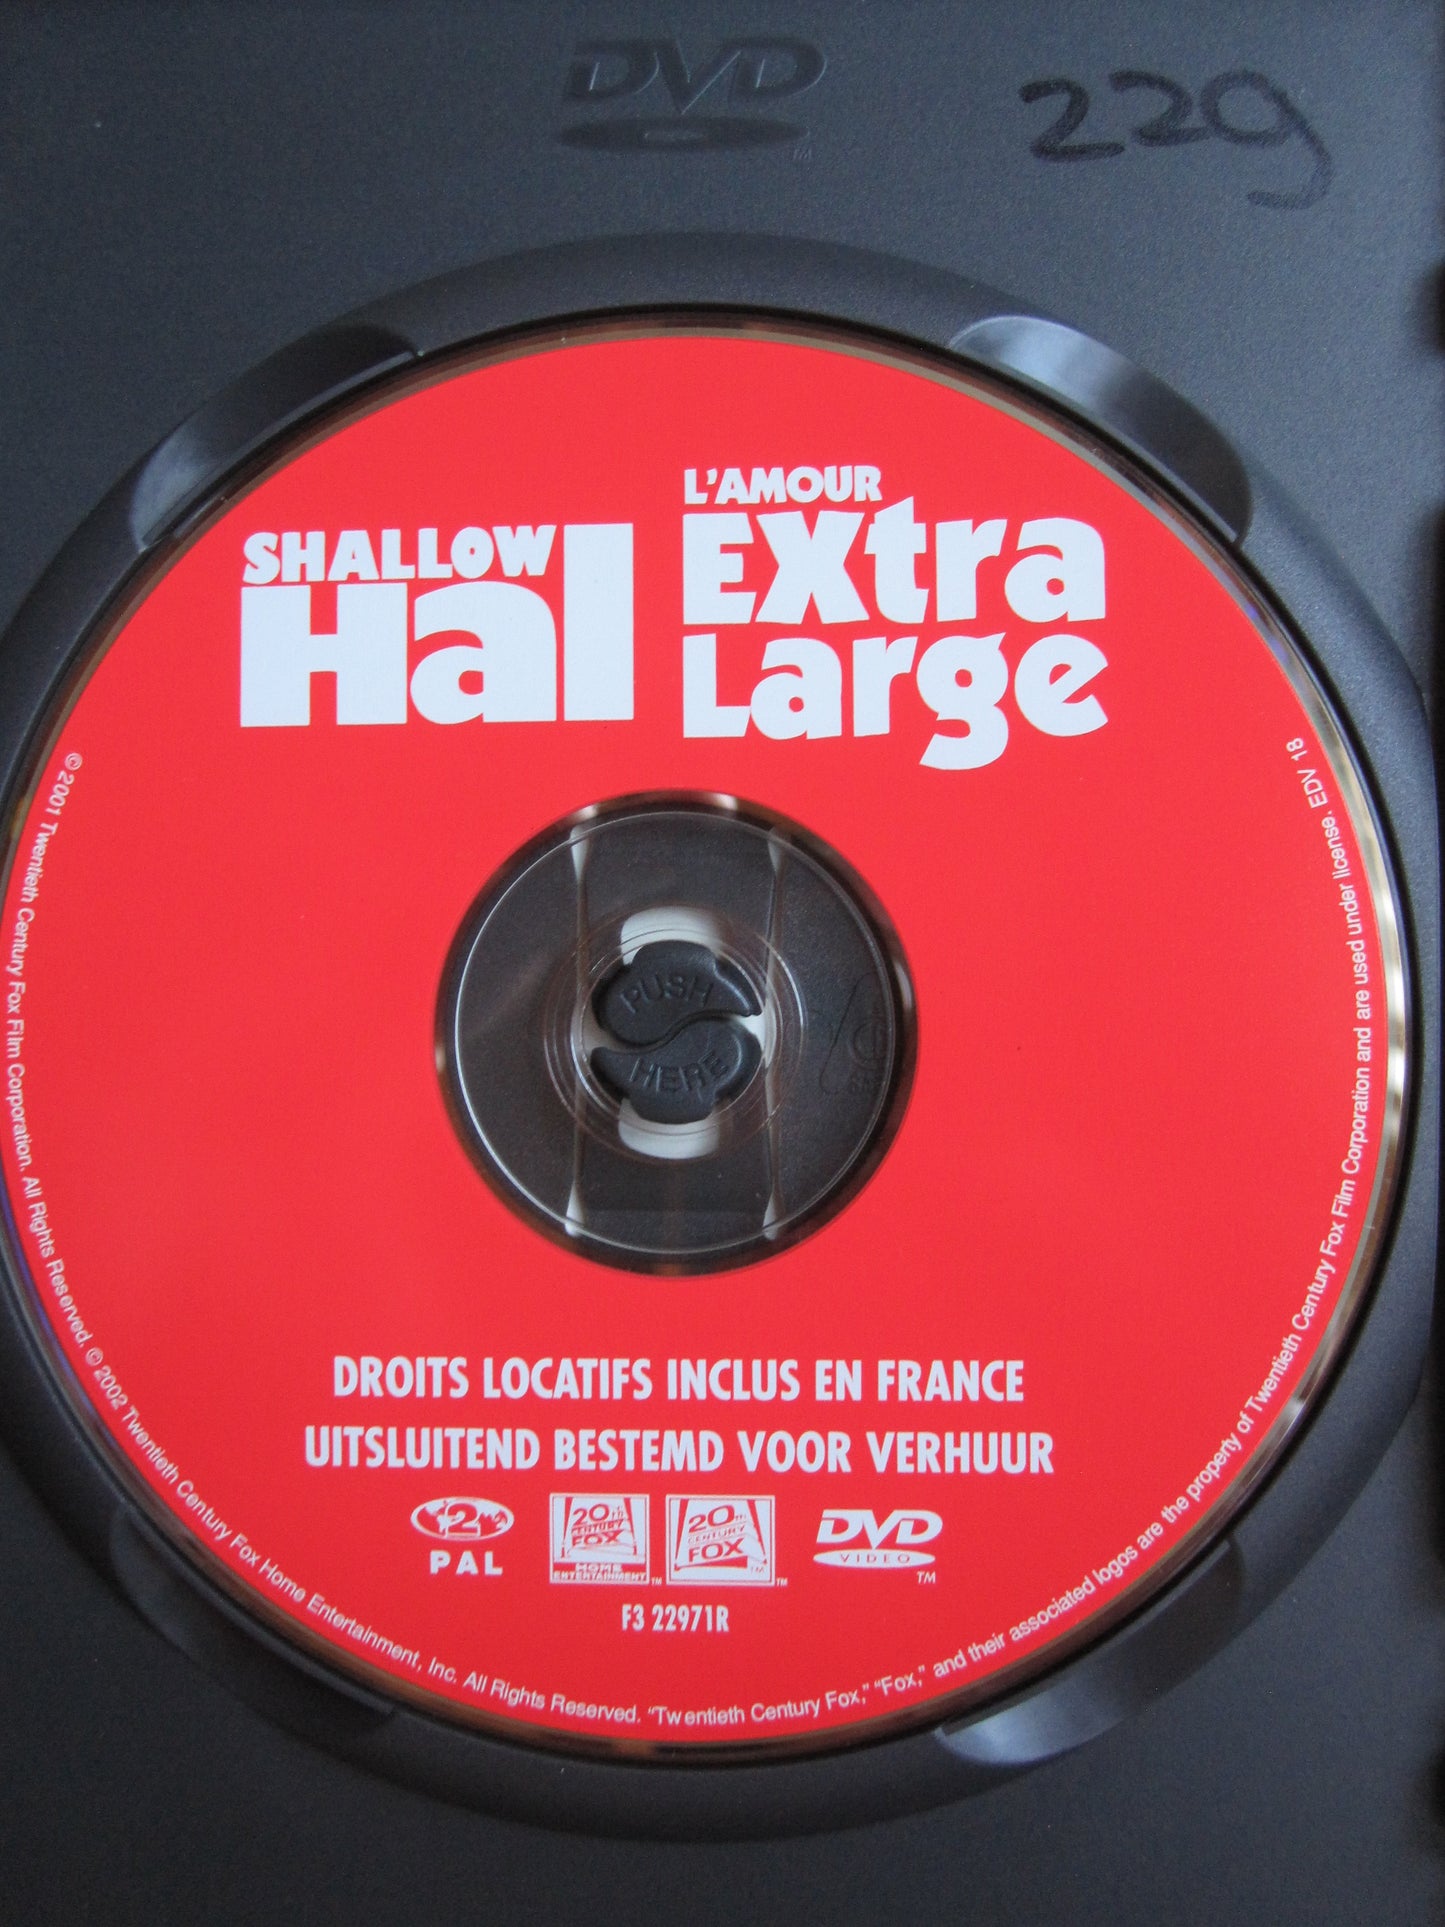 DVD
229
SHALLOW
Hal
L'AMOUR
Extra
Large
PUSH
HERE
DROITS LOCATIFS INCLUS EN FRANCE
UITSLUITEND BESTEMD VOOR VERHUUR
2
PAL
20th
CENTURY
FOX
HOME
ENTERTAINMENT ™
20th
CENTURY
FOX
™
DVD
VIDEO
™
F3 22971R
© 2001 Twentieth Century Fox Film Corporation. All Rights Reserved. © 2002 Twentieth Century Fox Home Entertainment, Inc. All Rights Reserved. "Twentieth Century Fox," "Fox," and their associated logos are the property of Twentieth Century Fox Film Corporation and are used under license. EDV 18